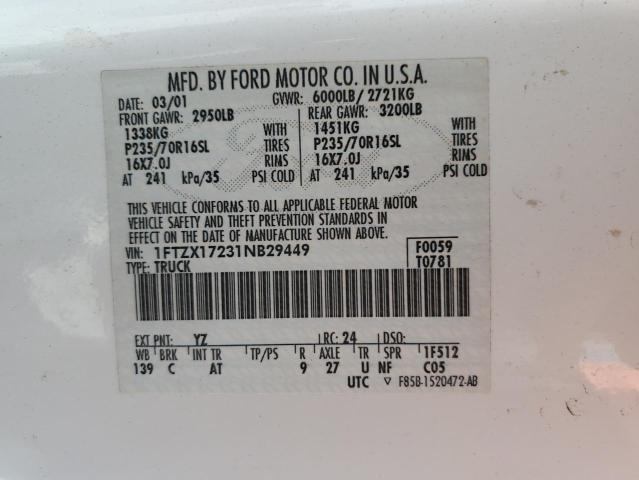 MFD. BY FORD MOTOR CO. IN U.S.A.
DATE: 03/01 GVWR: 6000LB/ 2721KG
FRONT GAWR: 2950LB REAR GAWR: 3200LB
1338KG WITH 1451KG WITH
P235/70R16SL TIRES P235/70R16SL TIRES
16X7.0J RIMS 16X7.0J RIMS
AT 241 kPa/35 PSI COLD AT 241 kPa/35 PSI COLD
THIS VEHICLE CONFORMS TO ALL APPLICABLE FEDERAL MOTOR
VEHICLE SAFETY AND THEFT PREVENTION STANDARDS IN
EFFECT ON THE DATE OF MANUFACTURE SHOWN ABOVE.
VIN: 1FTZX17231NB29449 F0059
TYPE: TRUCK T0781
EXT PNT: YZ RC: 24 DSO:
WB BRK INT TR TP/PS R AXLE TR SPR 1F512
139 C AT 9 27 U NF C05
UTC ▽ F85B-1520472-AB